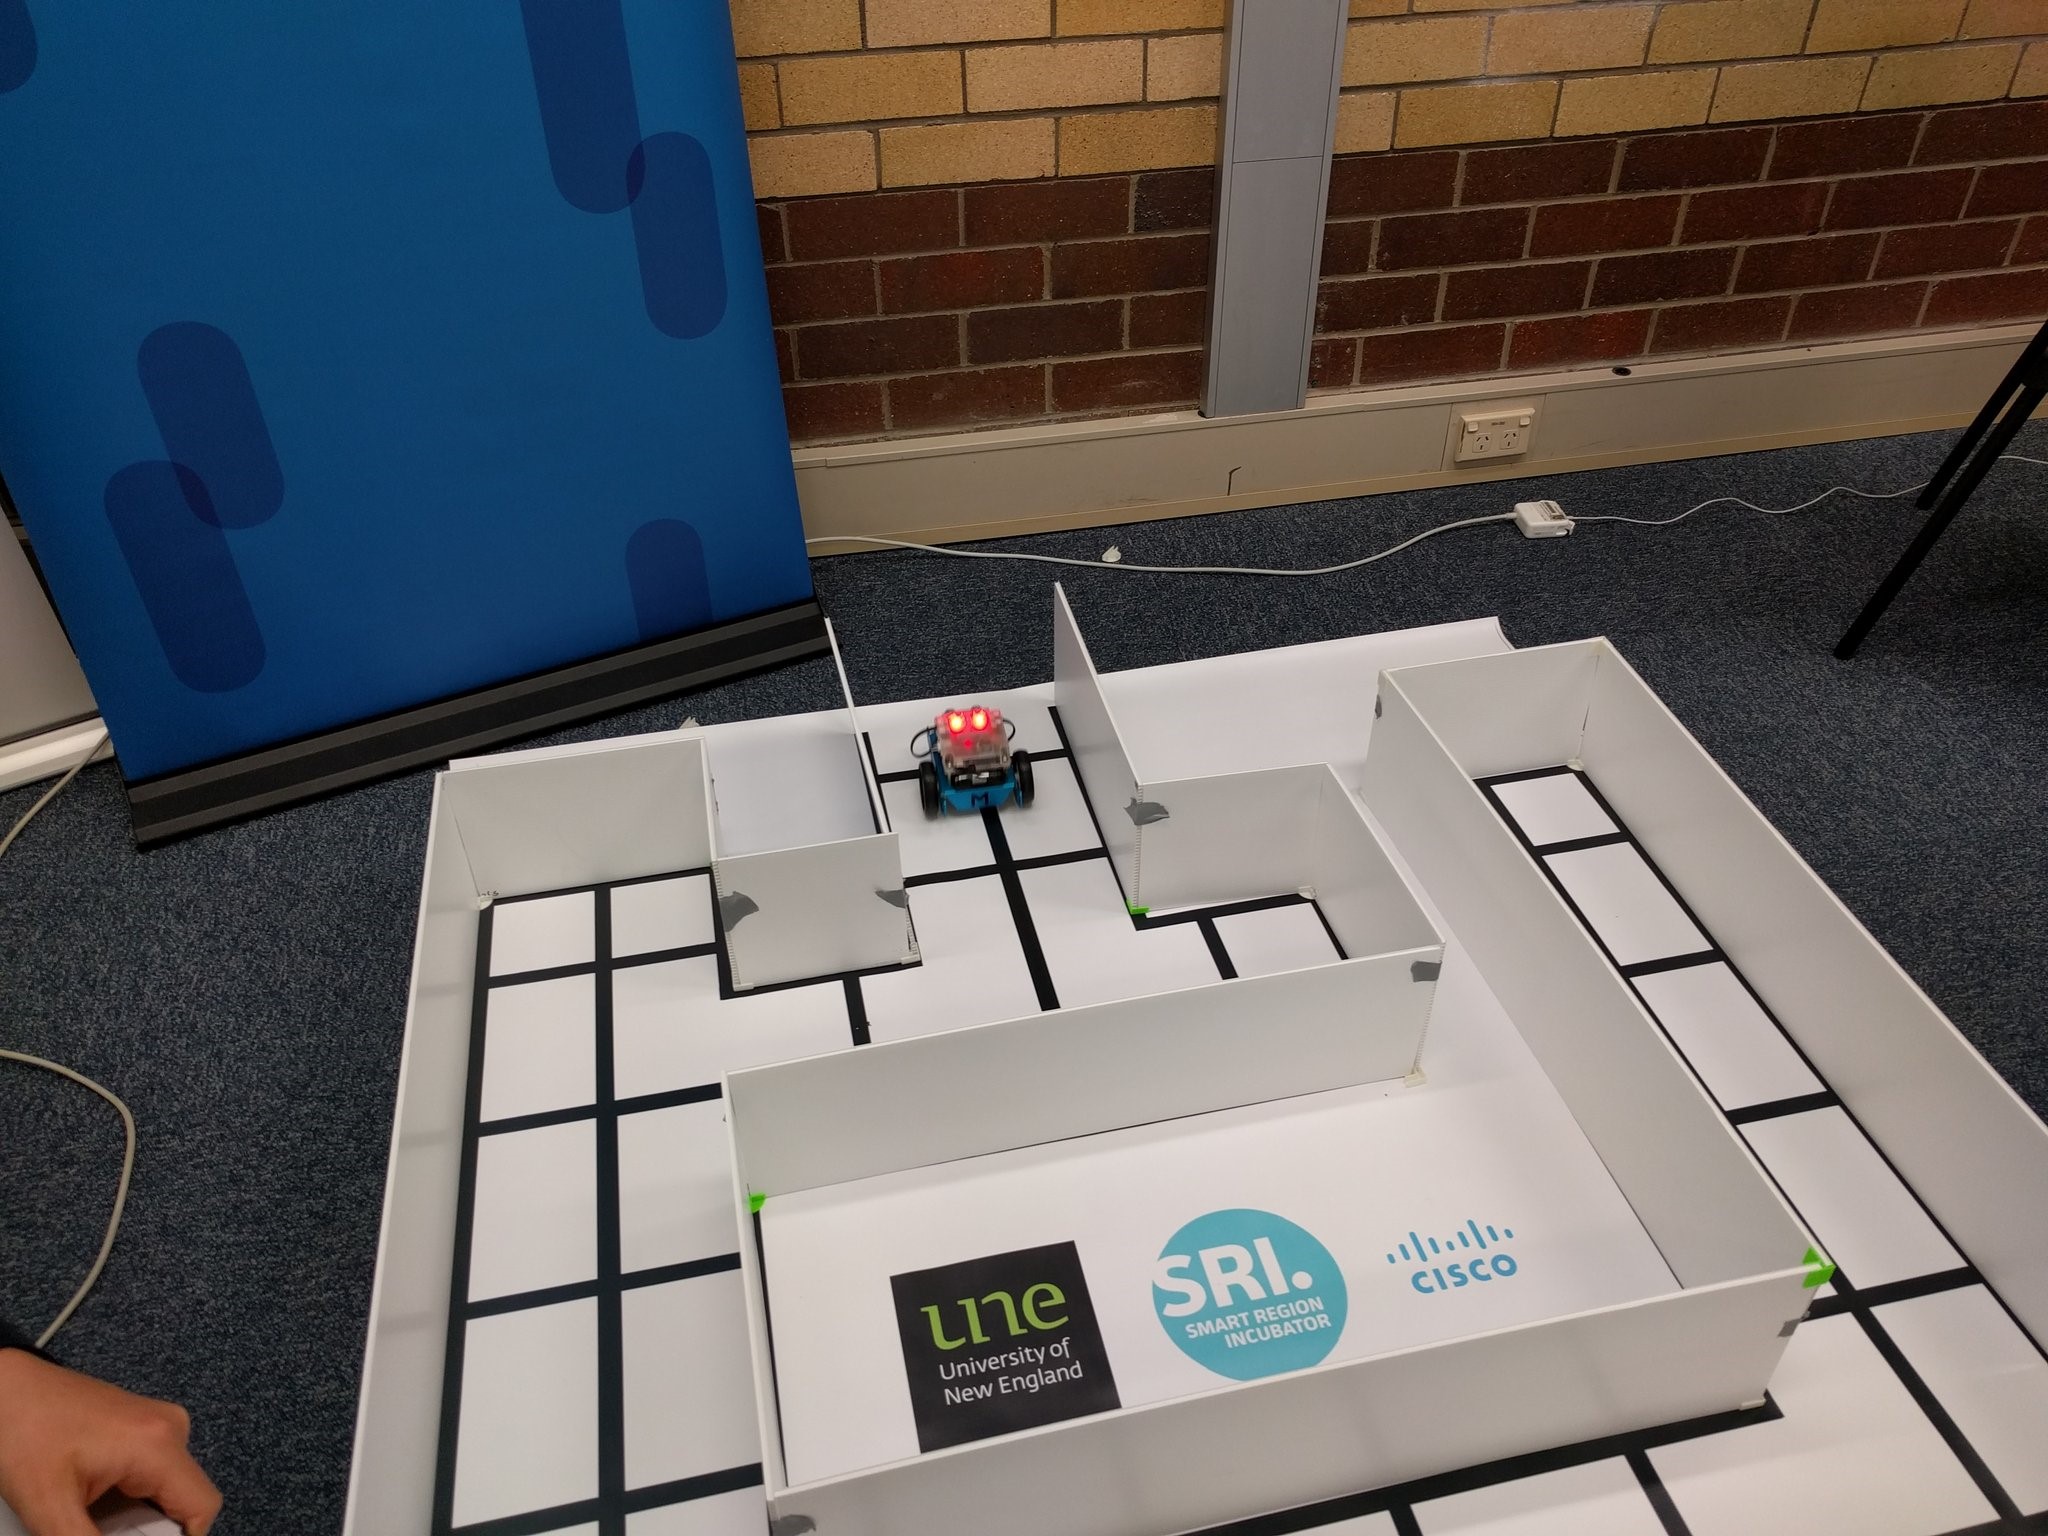 M
une
University of
New England
SRI.
SMART REGION
INCUBATOR
CISCO